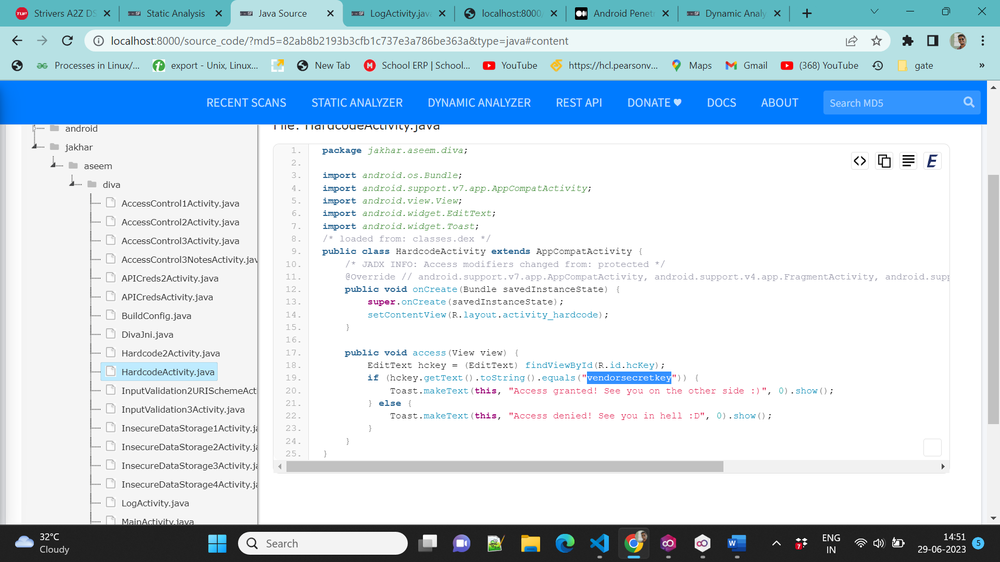 Strivers A2Z DS
Static Analysis
Java Source
LogActivity.java
localhost:8000/
Android Penetr
Dynamic Analy
localhost:8000/source_code/?md5=82ab8b2193b3cfb1c737e3a786be363a&type=java#content
Processes in Linux/...
export - Unix, Linux...
New Tab
School ERP | School...
YouTube
https://hcl.pearsonv...
Maps
Gmail
(368) YouTube
gate
»
RECENT SCANS
STATIC ANALYZER
DYNAMIC ANALYZER
REST API
DONATE ♥
DOCS
ABOUT
Search MD5
android
jakhar
aseem
diva
AccessControl1Activity.java
AccessControl2Activity.java
AccessControl3Activity.java
AccessControl3NotesActivity.jav
APICreds2Activity.java
APICredsActivity.java
BuildConfig.java
DivaJni.java
Hardcode2Activity.java
HardcodeActivity.java
InputValidation2URISchemeAct
InputValidation3Activity.java
InsecureDataStorage1Activity.ja
InsecureDataStorage2Activity.ja
InsecureDataStorage3Activity.ja
InsecureDataStorage4Activity.ja
LogActivity.java
MainActivity.java
File: HardcodeActivity.java
1. package jakhar.aseem.diva;
2.
3. import android.os.Bundle;
4. import android.support.v7.app.AppCompatActivity;
5. import android.view.View;
6. import android.widget.EditText;
7. import android.widget.Toast;
8. /* loaded from: classes.dex */
9. public class HardcodeActivity extends AppCompatActivity {
10. /* JADX INFO: Access modifiers changed from: protected */
11. @Override // android.support.v7.app.AppCompatActivity, android.support.v4.app.FragmentActivity, android.supp
12. public void onCreate(Bundle savedInstanceState) {
13. super.onCreate(savedInstanceState);
14. setContentView(R.layout.activity_hardcode);
15. }
16.
17. public void access(View view) {
18. EditText hckey = (EditText) findViewById(R.id.hcKey);
19. if (hckey.getText().toString().equals("vendorsecretkey")) {
20. Toast.makeText(this, "Access granted! See you on the other side :)", 0).show();
21. } else {
22. Toast.makeText(this, "Access denied! See you in hell :D", 0).show();
23. }
24. }
25. }
E
32°C
Cloudy
Search
W
7
ENG
IN
14:51
29-06-2023
5